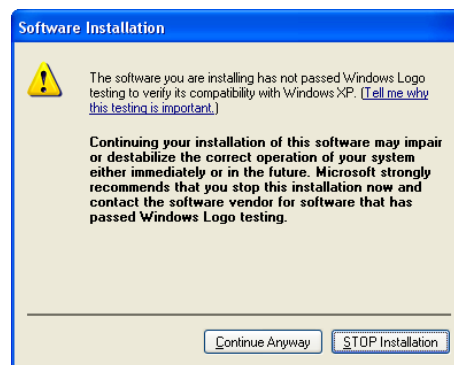 Software Installation
The software you are installing has not passed Windows Logo
testing to verify its compatibility with Windows XP. (Tell me why
this testing is important.)
Continuing your installation of this software may impair
or destabilize the correct operation of your system
either immediately or in the future. Microsoft strongly
recommends that you stop this installation now and
contact the software vendor for software that has
passed Windows Logo testing.
Continue Anyway
STOP Installation